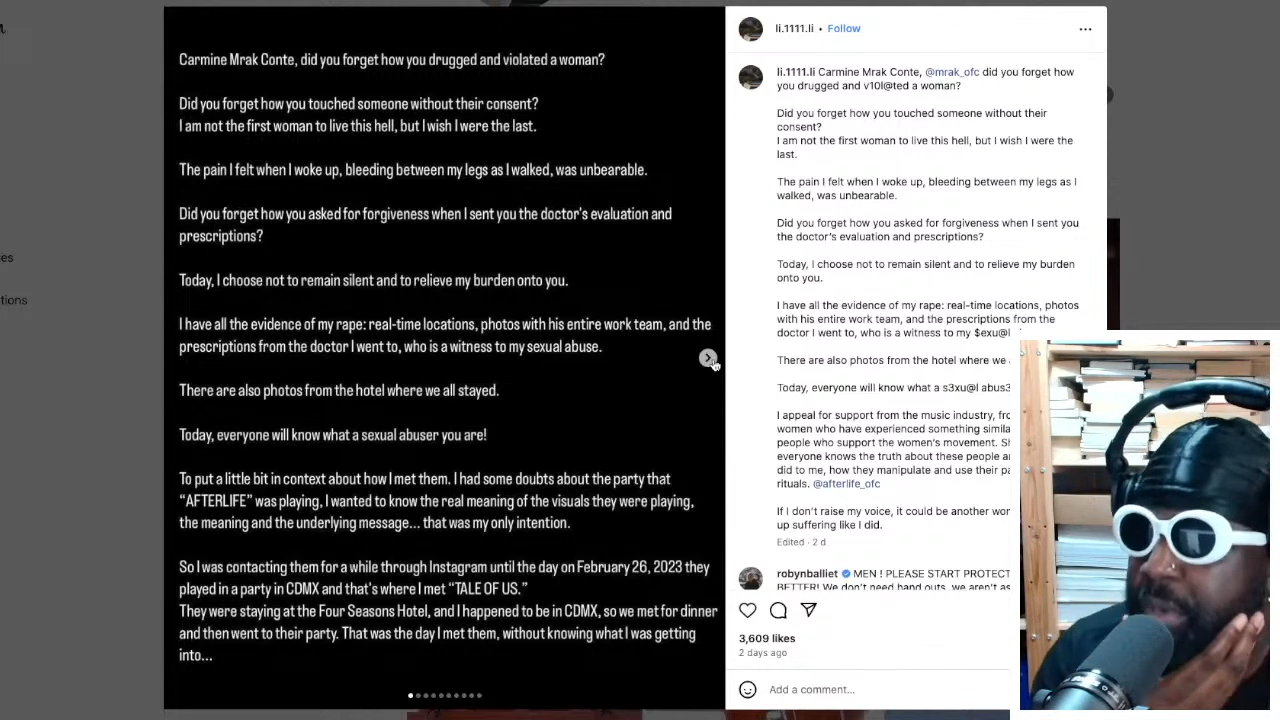 Carmine Mrak Conte, did you forget how you drugged and violated a woman?
Did you forget how you touched someone without their consent?
I am not the first woman to live this hell, but I wish I were the last.
The pain I felt when I woke up, bleeding between my legs as I walked, was unbearable.
Did you forget how you asked for forgiveness when I sent you the doctor's evaluation and
prescriptions?
Today, I choose not to remain silent and to relieve my burden onto you.
I have all the evidence of my rape: real-time locations, photos with his entire work team, and the
prescriptions from the doctor I went to, who is a witness to my sexual abuse.
There are also photos from the hotel where we all stayed.
Today, everyone will know what a sexual abuser you are!
To put a little bit in context about how I met them. I had some doubts about the party that
“AFTERLIFE” was playing, I wanted to know the real meaning of the visuals they were playing,
the meaning and the underlying message... that was my only intention.
So I was contacting them for a while through Instagram until the day on February 26, 2023 they
played in a party in CDMX and that's where I met “TALE OF US.”
They were staying at the Four Seasons Hotel, and I happened to be in CDMX, so we met for dinner
and then went to their party. That was the day I met them, without knowing what I was getting
into...
li.1111.li • Follow
li.1111.li Carmine Mrak Conte, @mrak_ofc did you forget how
you drugged and v10l@ted a woman?
Did you forget how you touched someone without their
consent?
I am not the first woman to live this hell, but I wish I were the
last.
The pain I felt when I woke up, bleeding between my legs as I
walked, was unbearable.
Did you forget how you asked for forgiveness when I sent you
the doctor's evaluation and prescriptions?
Today, I choose not to remain silent and to relieve my burden
onto you.
I have all the evidence of my rape: real-time locations, photos
with his entire work team, and the prescriptions from the
doctor I went to, who is a witness to my $exu@l
There are also photos from the hotel where we
Today, everyone will know what a s3xu@l abus3
I appeal for support from the music industry,
women who have experienced something
people who support the women's movement.
everyone knows the truth about these people
did to me, how they manipulate and use their
rituals. @afterlife_ofc
If I don't raise my voice, it could be another
up suffering like I did.
Edited · 2 d
robynballiet MEN ! PLEASE START PROTECT
BETTER! We don't need hand outs, we aren't
3,609 likes
2 days ago
Add a comment...
es
tions